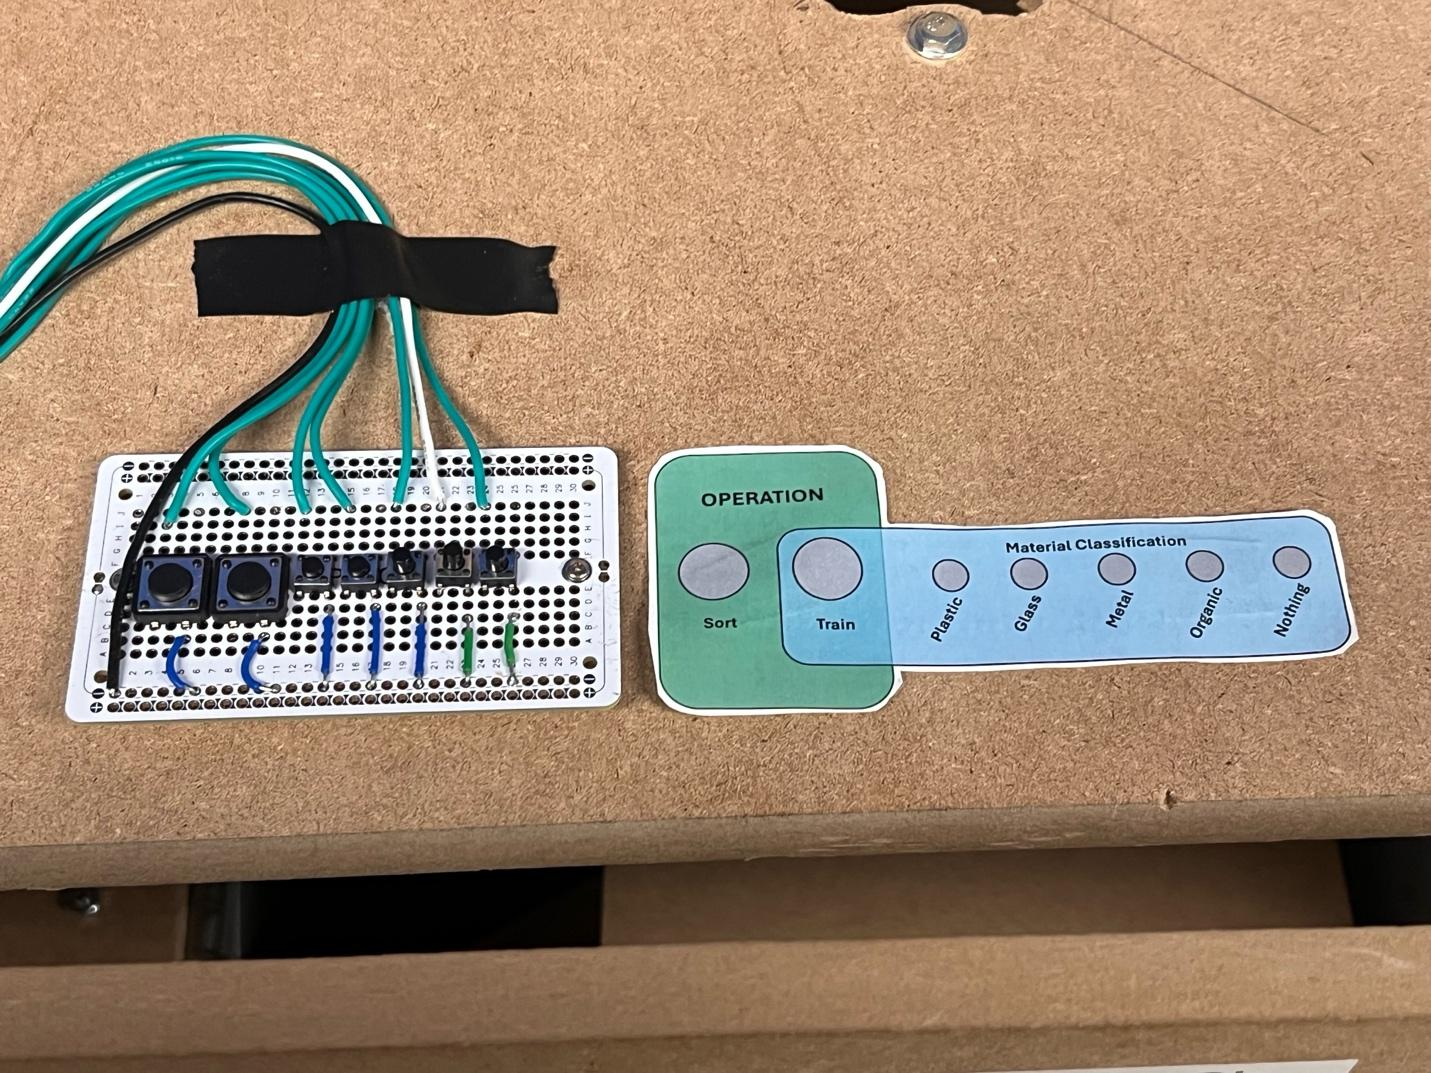 OPERATION
Material Classification
Sort
Train
Plastic
Glass
Metal
Organic
Nothing